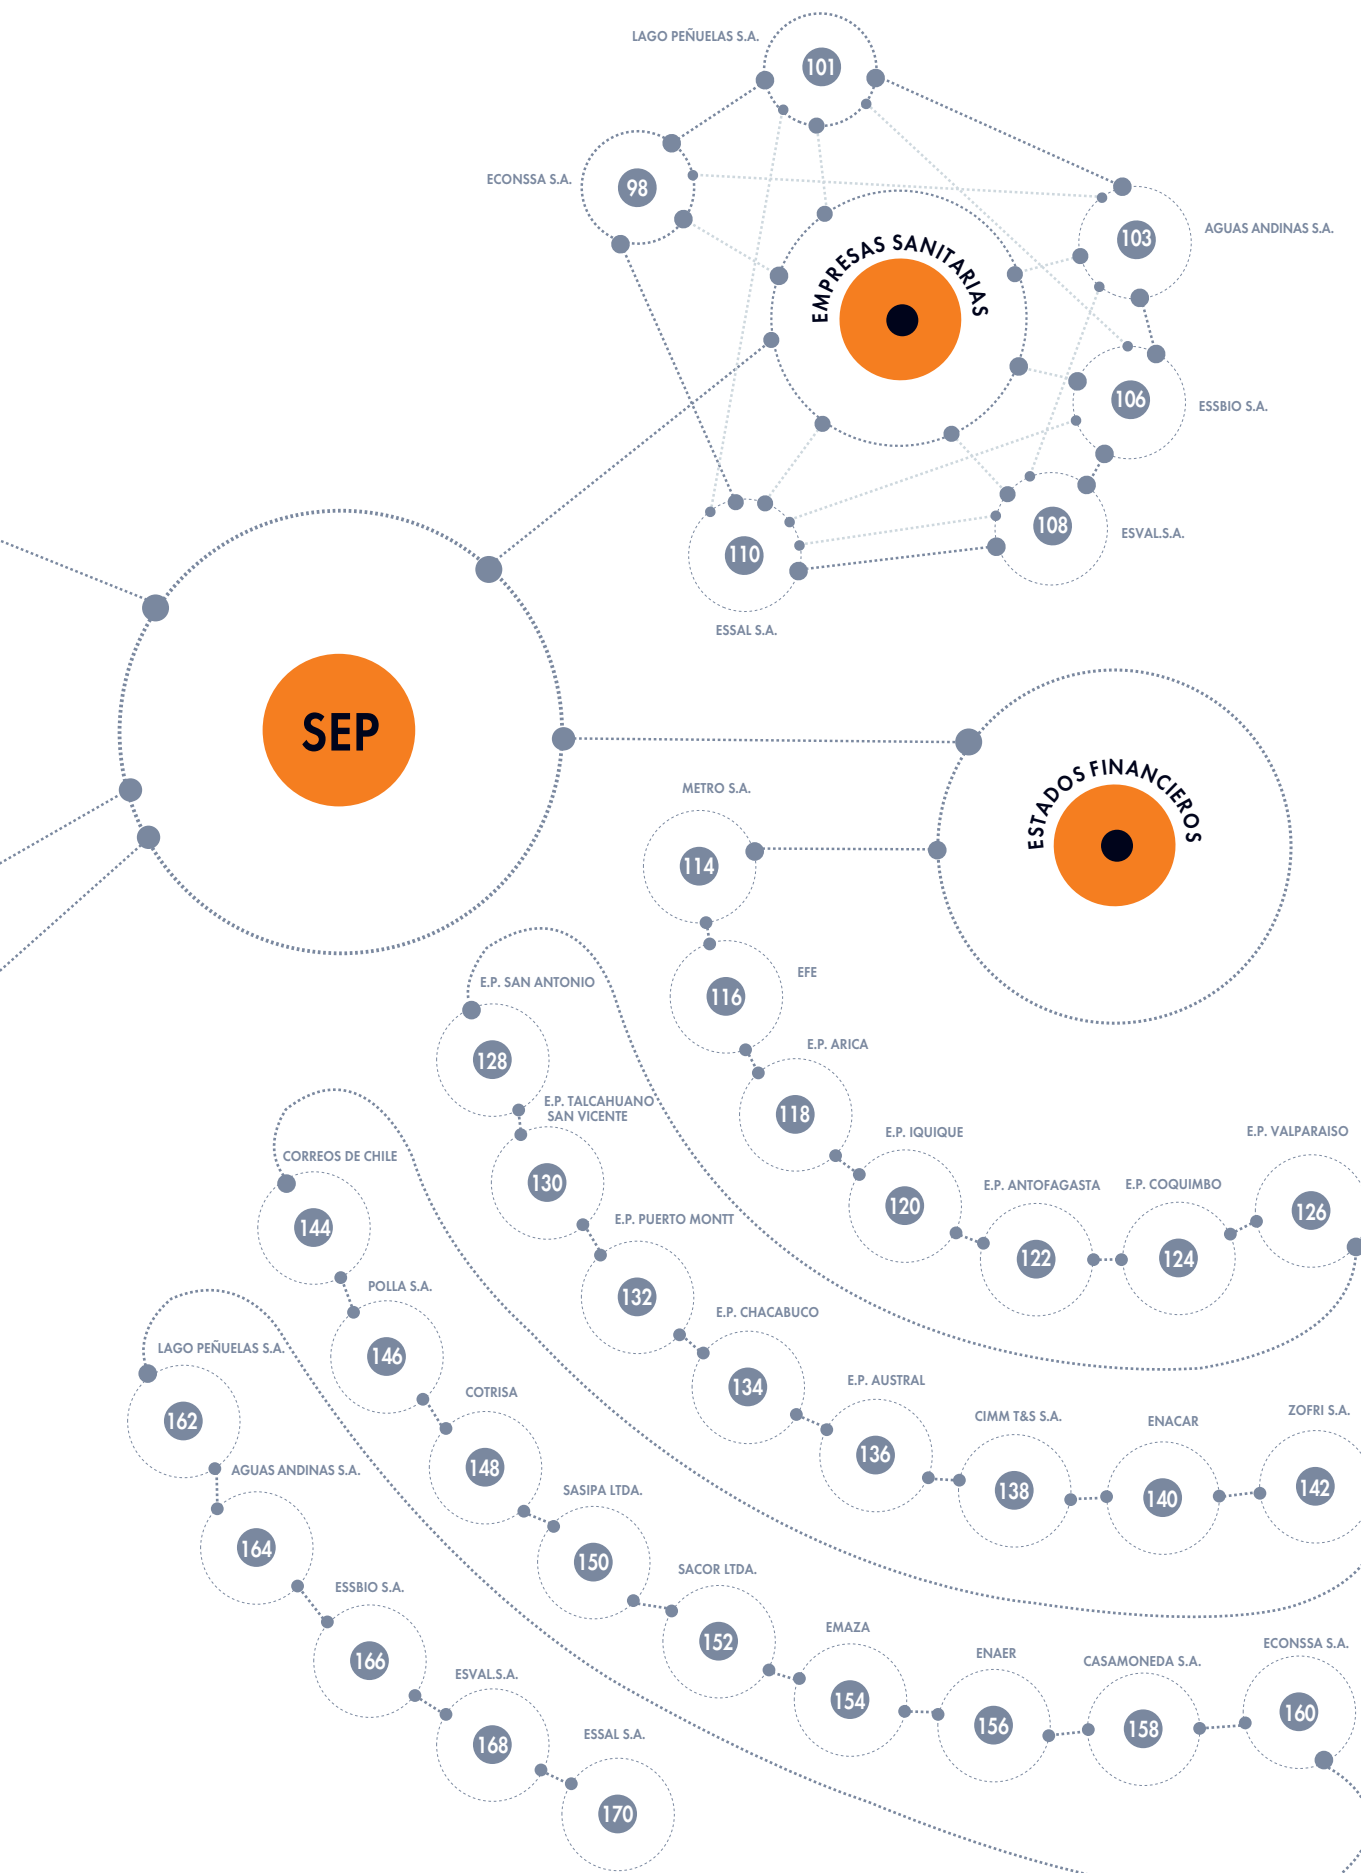 LAGO PEÑUELAS S.A.
101
ECONSSA S.A.
98
AGUAS ANDINAS S.A.
103
EMPRESAS SANITARIAS
106
ESSBIO S.A.
108
ESVAL.S.A.
110
ESSAL S.A.
SEP
ESTADOS FINANCIEROS
METRO S.A.
114
EFE
116
E.P. ARICA
118
E.P. IQUIQUE
120
E.P. ANTOFAGASTA
122
E.P. COQUIMBO
124
E.P. VALPARAISO
126
E.P. SAN ANTONIO
128
E.P. TALCAHUANO
SAN VICENTE
130
E.P. PUERTO MONTT
132
E.P. CHACABUCO
134
E.P. AUSTRAL
136
CIMM T&S S.A.
138
ENACAR
140
ZOFRI S.A.
142
CORREOS DE CHILE
144
POLLA S.A.
146
COTRISA
148
SASIPA LTDA.
150
SACOR LTDA.
152
EMAZA
154
ENAER
156
CASAMONEDA S.A.
158
ECONSSA S.A.
160
LAGO PEÑUELAS S.A.
162
AGUAS ANDINAS S.A.
164
ESSBIO S.A.
166
ESVAL.S.A.
168
ESSAL S.A.
170